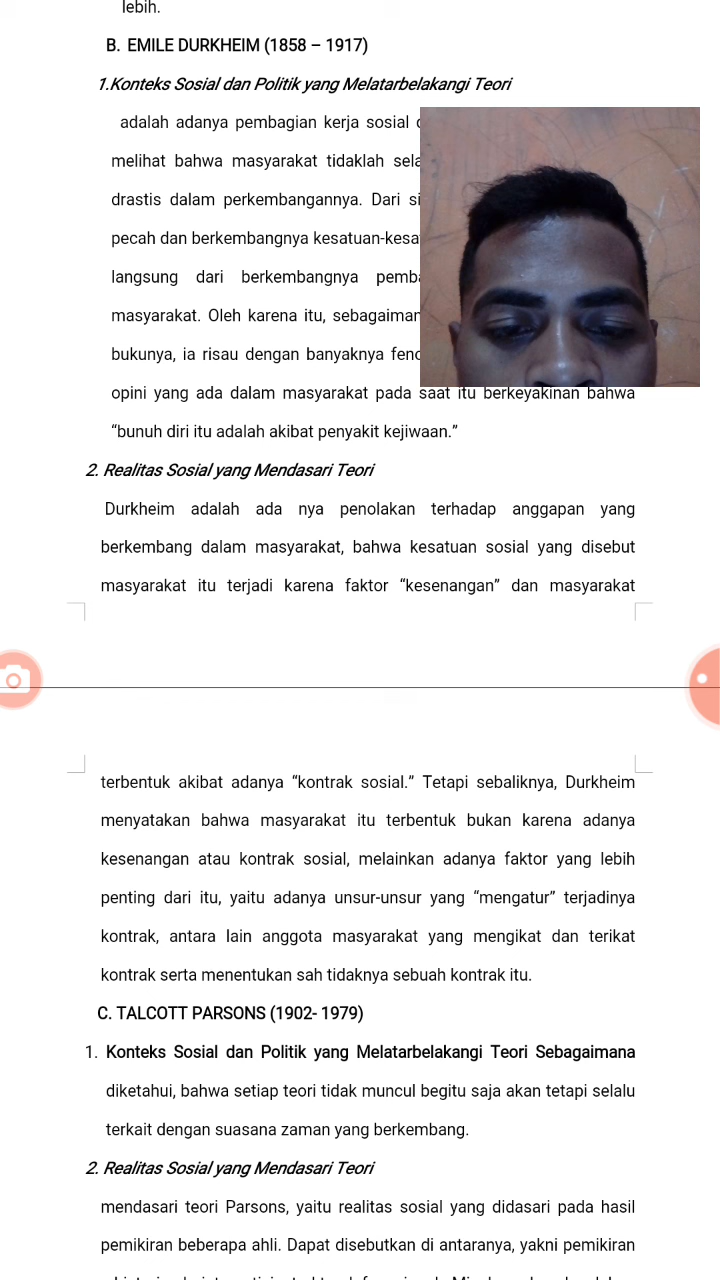 lebih.
B. EMILE DURKHEIM (1858 – 1917)
1.Konteks Sosial dan Politik yang Melatarbelakangi Teori
adalah adanya pembagian kerja sosial
melihat bahwa masyarakat tidaklah
drastis dalam perkembangannya. Dari
pecah dan berkembangnya
langsung dari berkembangnya
masyarakat. Oleh karena itu,
bukunya, ia risau dengan banyaknya
opini yang ada dalam masyarakat pada saat itu berkeyakinan bahwa
“bunuh diri itu adalah akibat penyakit kejiwaan.”
2. Realitas Sosial yang Mendasari Teori
Durkheim adalah ada nya penolakan terhadap anggapan yang
berkembang dalam masyarakat, bahwa kesatuan sosial yang disebut
masyarakat itu terjadi karena faktor “kesenangan” dan masyarakat
terbentuk akibat adanya “kontrak sosial.” Tetapi sebaliknya, Durkheim
menyatakan bahwa masyarakat itu terbentuk bukan karena adanya
kesenangan atau kontrak sosial, melainkan adanya faktor yang lebih
penting dari itu, yaitu adanya unsur-unsur yang “mengatur” terjadinya
kontrak, antara lain anggota masyarakat yang mengikat dan terikat
kontrak serta menentukan sah tidaknya sebuah kontrak itu.
C. TALCOTT PARSONS (1902- 1979)
1. Konteks Sosial dan Politik yang Melatarbelakangi Teori Sebagaimana
diketahui, bahwa setiap teori tidak muncul begitu saja akan tetapi selalu
terkait dengan suasana zaman yang berkembang.
2. Realitas Sosial yang Mendasari Teori
mendasari teori Parsons, yaitu realitas sosial yang didasari pada hasil
pemikiran beberapa ahli. Dapat disebutkan di antaranya, yakni pemikiran